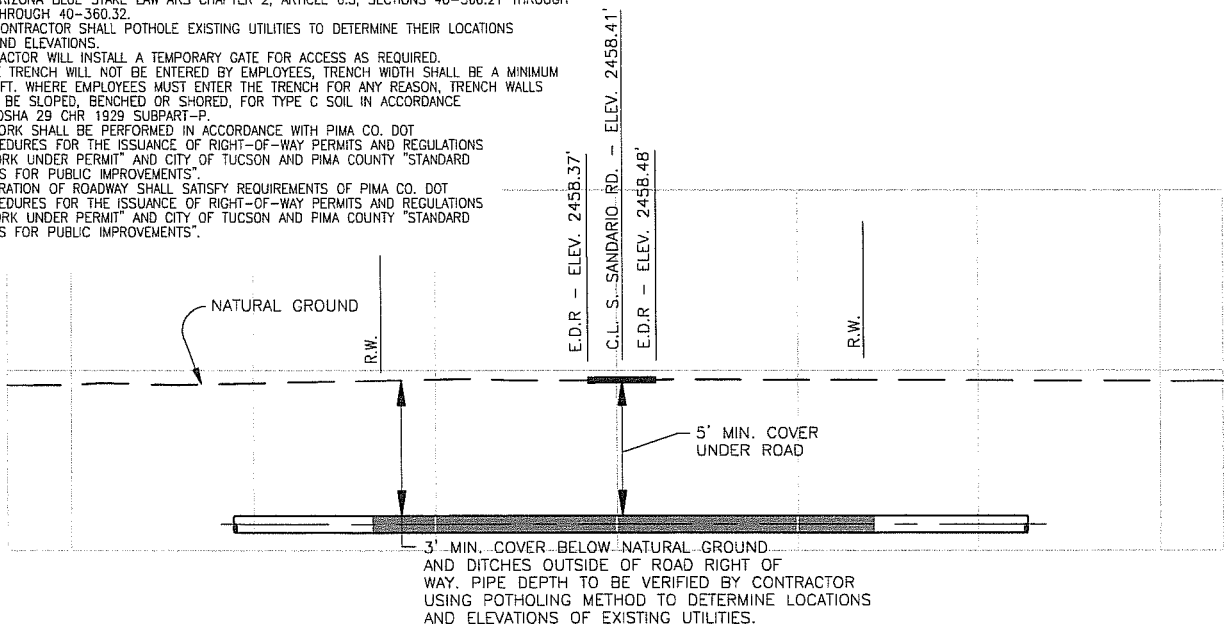 ARIZONA BLUE STAKE LAW ARS CHAPTER 2, ARTICLE 6.3, SECTIONS 40-360.21 THROUGH
THROUGH 40-360.32.
CONTRACTOR SHALL POTHOLE EXISTING UTILITIES TO DETERMINE THEIR LOCATIONS
AND ELEVATIONS.
ACTOR WILL INSTALL A TEMPORARY GATE FOR ACCESS AS REQUIRED.
E TRENCH WILL NOT BE ENTERED BY EMPLOYEES, TRENCH WIDTH SHALL BE A MINIMUM
FT. WHERE EMPLOYEES MUST ENTER THE TRENCH FOR ANY REASON, TRENCH WALLS
BE SLOPED, BENCHED OR SHORED, FOR TYPE C SOIL IN ACCORDANCE
OSHA 29 CHR 1929 SUBPART-P.
ORK SHALL BE PERFORMED IN ACCORDANCE WITH PIMA CO. DOT
EDURES FOR THE ISSUANCE OF RIGHT-OF-WAY PERMITS AND REGULATIONS
ORK UNDER PERMIT" AND CITY OF TUCSON AND PIMA COUNTY "STANDARD
S FOR PUBLIC IMPROVEMENTS".
RATION OF ROADWAY SHALL SATISFY REQUIREMENTS OF PIMA CO. DOT
EDURES FOR THE ISSUANCE OF RIGHT-OF-WAY PERMITS AND REGULATIONS
ORK UNDER PERMIT" AND CITY OF TUCSON AND PIMA COUNTY "STANDARD
S FOR PUBLIC IMPROVEMENTS".
NATURAL GROUND
R.W.
E.D.R - ELEV. 2458.37'
C.L. S. SANDARIO RD. - ELEV. 2458.41'
E.D.R - ELEV. 2458.48'
R.W.
5' MIN. COVER
UNDER ROAD
3' MIN. COVER BELOW NATURAL GROUND
AND DITCHES OUTSIDE OF ROAD RIGHT OF
WAY. PIPE DEPTH TO BE VERIFIED BY CONTRACTOR
USING POTHOLING METHOD TO DETERMINE LOCATIONS
AND ELEVATIONS OF EXISTING UTILITIES.